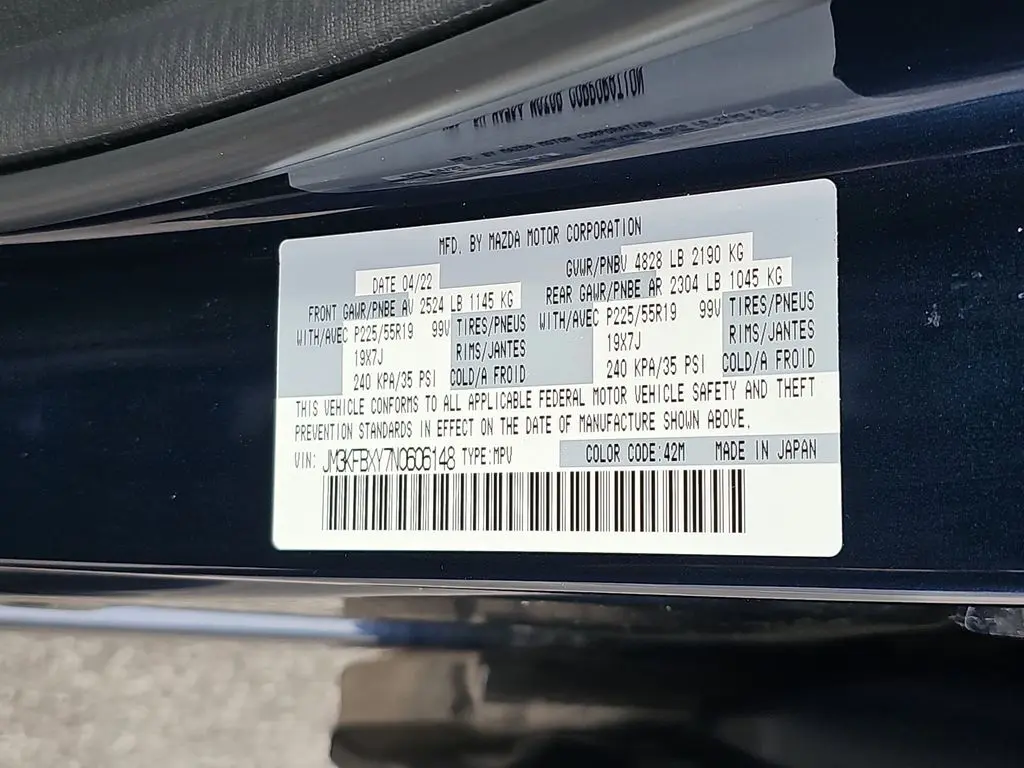 MFD. BY MAZDA MOTOR CORPORATION
DATE 04/22 GVWR/PNBV 4828 LB 2190 KG
FRONT GAWR/PNBE AV 2524 LB 1145 KG REAR GAWR/PNBE AR 2304 LB 1045 KG
WITH/AVEC P225/55R19 99V TIRES/PNEUS WITH/AVEC P225/55R19 99V TIRES/PNEUS
19X7J RIMS/JANTES 19X7J RIMS/JANTES
240 KPA/35 PSI COLD/A FROID 240 KPA/35 PSI COLD/A FROID
THIS VEHICLE CONFORMS TO ALL APPLICABLE FEDERAL MOTOR VEHICLE SAFETY AND THEFT
PREVENTION STANDARDS IN EFFECT ON THE DATE OF MANUFACTURE SHOWN ABOVE.
VIN: JM3KFBXY7N0606148 TYPE:MPV COLOR CODE:42M MADE IN JAPAN